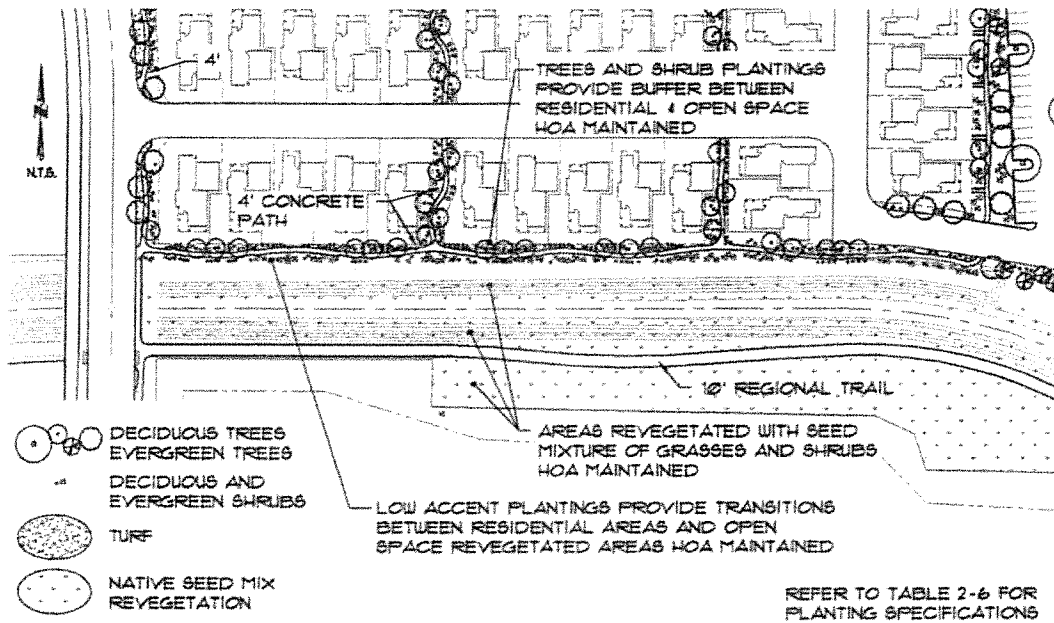 4'
TREES AND SHRUB PLANTINGS
PROVIDE BUFFER BETWEEN
RESIDENTIAL & OPEN SPACE
HOA MAINTAINED
N
N.T.S.
4' CONCRETE
PATH
10' REGIONAL TRAIL
AREAS REVEGETATED WITH SEED
MIXTURE OF GRASSES AND SHRUBS
HOA MAINTAINED
LOW ACCENT PLANTINGS PROVIDE TRANSITIONS
BETWEEN RESIDENTIAL AREAS AND OPEN
SPACE REVEGETATED AREAS HOA MAINTAINED
DECIDUOUS TREES
EVERGREEN TREES
DECIDUOUS AND
EVERGREEN SHRUBS
TURF
NATIVE SEED MIX
REVEGETATION
REFER TO TABLE 2-6 FOR
PLANTING SPECIFICATIONS